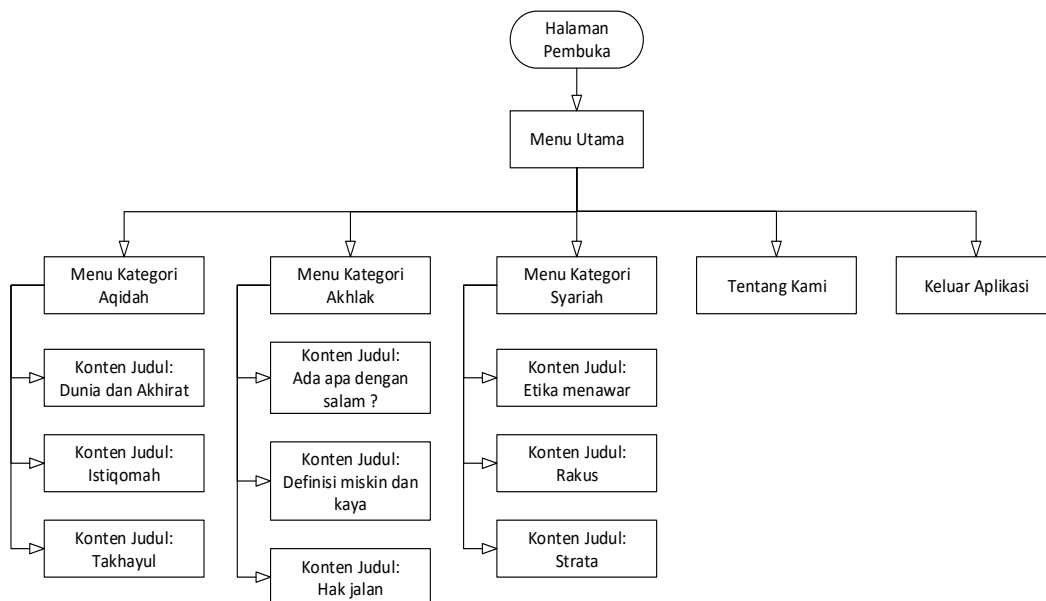 Halaman
Pembuka
Menu Utama
Menu Kategori
Aqidah
Menu Kategori
Akhlak
Menu Kategori
Syariah
Tentang Kami
Keluar Aplikasi
Konten Judul:
Dunia dan Akhirat
Konten Judul:
Istiqomah
Konten Judul:
Takhayul
Konten Judul:
Ada apa dengan
salam ?
Konten Judul:
Definisi miskin dan
kaya
Konten Judul:
Hak jalan
Konten Judul:
Etika menawar
Konten Judul:
Rakus
Konten Judul:
Strata